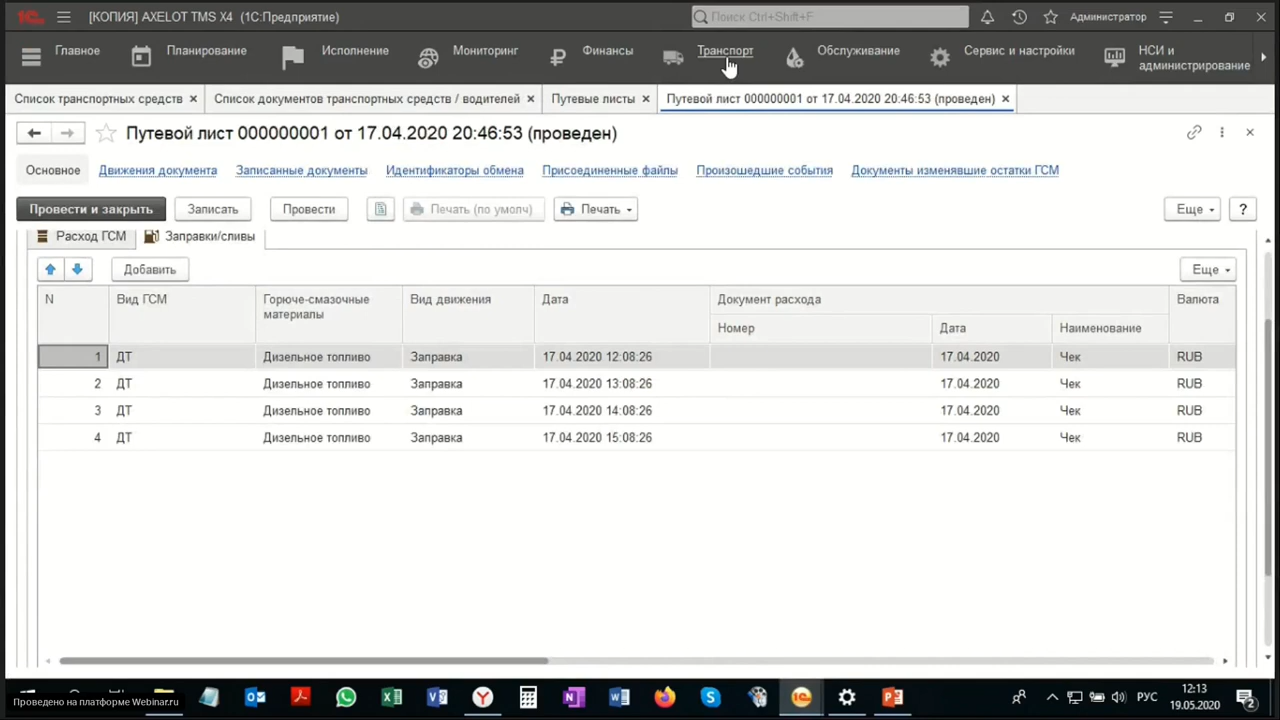 [КОПИЯ] AXELOT TMS X4 (1С:Предприятие)
Поиск Ctrl+Shift+F
Администратор
Главное
Планирование
Исполнение
Мониторинг
Финансы
Транспорт
Обслуживание
Сервис и настройки
НСИ и
администрирование
Список транспортных средств
Список документов транспортных средств / водителей
Путевые листы
Путевой лист 000000001 от 17.04.2020 20:46:53 (проведен)
Путевой лист 000000001 от 17.04.2020 20:46:53 (проведен)
Основное
Движения документа
Записанные документы
Идентификаторы обмена
Присоединенные файлы
Произошедшие события
Документы изменявшие остатки ГСМ
Провести и закрыть
Записать
Провести
Печать (по умолч)
Печать
Еще
?
Расход ГСМ
Заправки/сливы
Добавить
Еще
N Вид ГСМ Горюче-смазочные Вид движения Дата Документ расхода Валюта
материалы
Номер Дата Наименование
1 ДТ Дизельное топливо Заправка 17.04.2020 12:08:26 17.04.2020 Чек RUB
2 ДТ Дизельное топливо Заправка 17.04.2020 13:08:26 17.04.2020 Чек RUB
3 ДТ Дизельное топливо Заправка 17.04.2020 14:08:26 17.04.2020 Чек RUB
4 ДТ Дизельное топливо Заправка 17.04.2020 15:08:26 17.04.2020 Чек RUB
Проведено на платформе Webinar.ru
РУС
12:13
19.05.2020
2